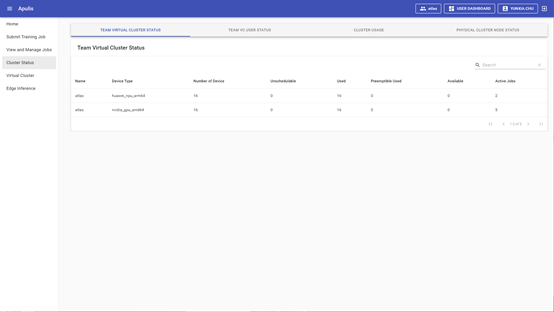 Apulis
atlas
USER DASHBOARD
YUNXIA.CHU
Home
Submit Training Job
View and Manage Jobs
Cluster Status
Virtual Cluster
Edge Inference
TEAM VIRTUAL CLUSTER STATUS
TEAM VC USER STATUS
CLUSTER USAGE
PHYSICAL CLUSTER NODE STATUS
Team Virtual Cluster Status
Search
Name Device Type Number of Device Unschedulable Used Preemptible Used Available Active Jobs
atlas huawei_npu_arm64 16 0 16 0 0 2
atlas nvidia_gpu_amd64 16 0 16 0 0 9
1-2 of 2